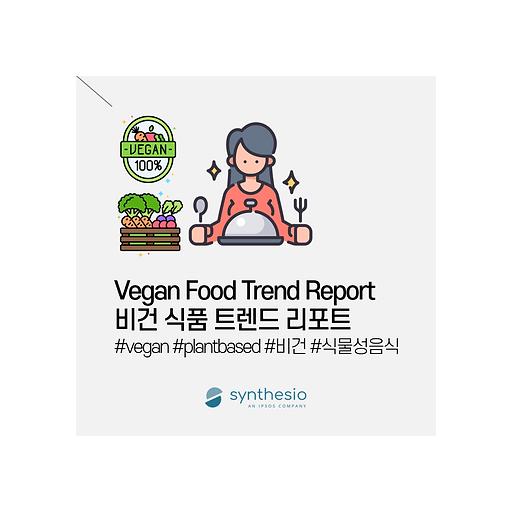 VEGAN
100%
Vegan Food Trend Report
비건 식품 트렌드 리포트
#vegan #plantbased #비건 #식물성음식
synthesio
AN IPSOS COMPANY